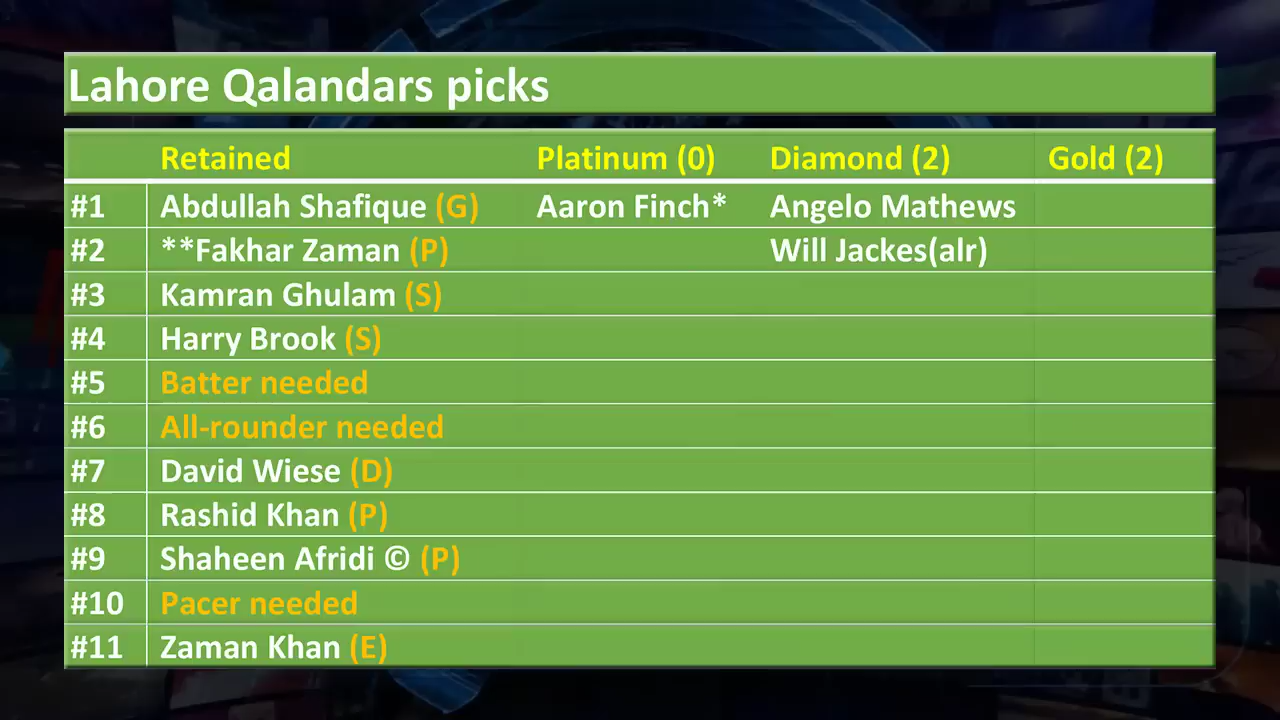 Lahore Qalandars picks
Retained Platinum (0) Diamond (2) Gold (2)
#1 Abdullah Shafique (G) Aaron Finch* Angelo Mathews
#2 **Fakhar Zaman (P) Will Jackes(alr)
#3 Kamran Ghulam (S)
#4 Harry Brook (S)
#5 Batter needed
#6 All-rounder needed
#7 David Wiese (D)
#8 Rashid Khan (P)
#9 Shaheen Afridi © (P)
#10 Pacer needed
#11 Zaman Khan (E)